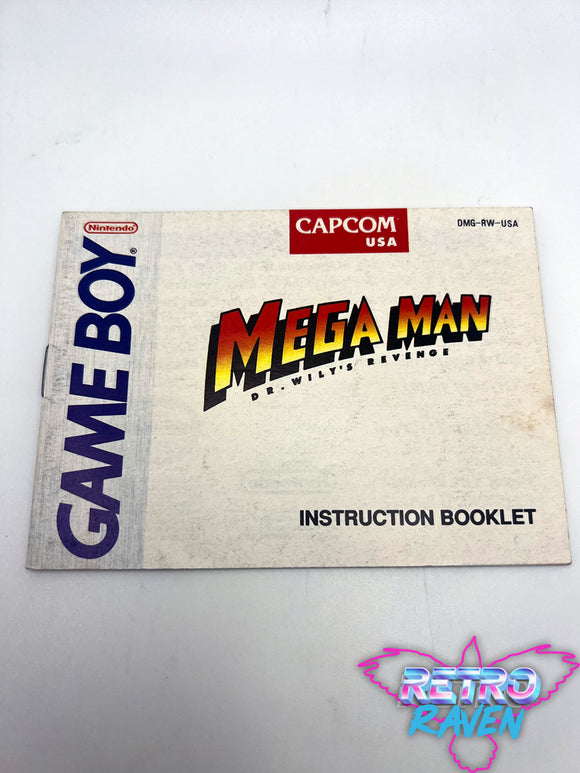 Nintendo
GAME BOY®
CAPCOM
USA
DMG-RW-USA
MEGA MAN
DR. WILY'S REVENGE
INSTRUCTION BOOKLET
RETRO
RAVEN